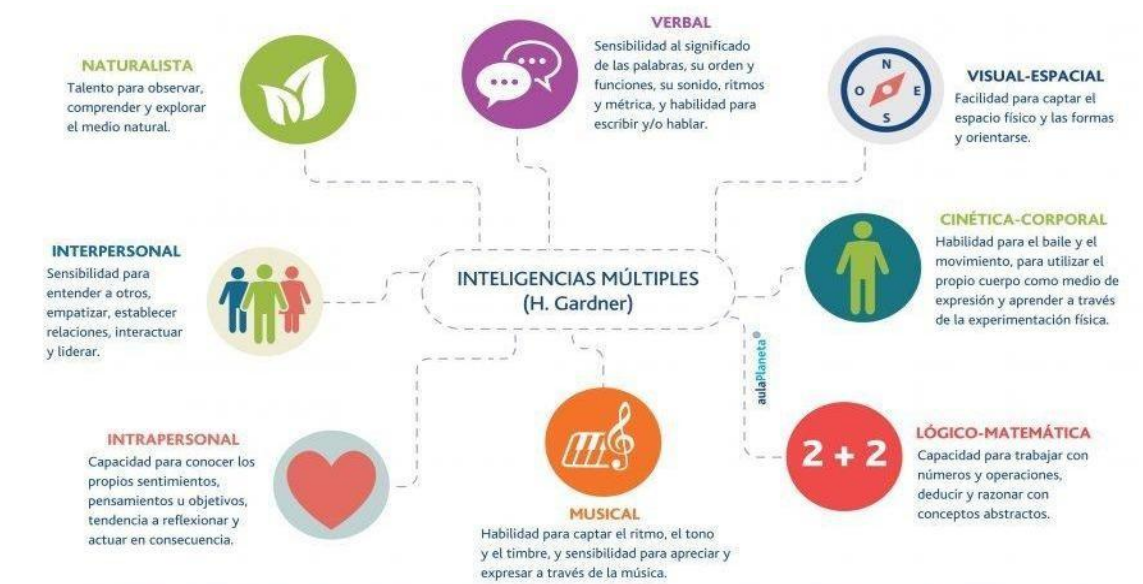 NATURALISTA
Talento para observar,
comprender y explorar
el medio natural.
VERBAL
Sensibilidad al significado
de las palabras, su orden y
funciones, su sonido, ritmos
y métrica, y habilidad para
escribir y/o hablar.
N
O
E
S
VISUAL-ESPACIAL
Facilidad para captar el
espacio físico y las formas
y orientarse.
INTERPERSONAL
Sensibilidad para
entender a otros,
empatizar, establecer
relaciones, interactuar
y liderar.
INTELIGENCIAS MÚLTIPLES
(H. Gardner)
CINÉTICA-CORPORAL
Habilidad para el baile y el
movimiento, para utilizar el
propio cuerpo como medio de
expresión y aprender a través
de la experimentación física.
aulaPlaneta
INTRAPERSONAL
Capacidad para conocer los
propios sentimientos,
pensamientos u objetivos,
tendencia a reflexionar y
actuar en consecuencia.
MUSICAL
Habilidad para captar el ritmo, el tono
y el timbre, y sensibilidad para apreciar y
expresar a través de la música.
2 + 2
LÓGICO-MATEMÁTICA
Capacidad para trabajar con
números y operaciones,
deducir y razonar con
conceptos abstractos.